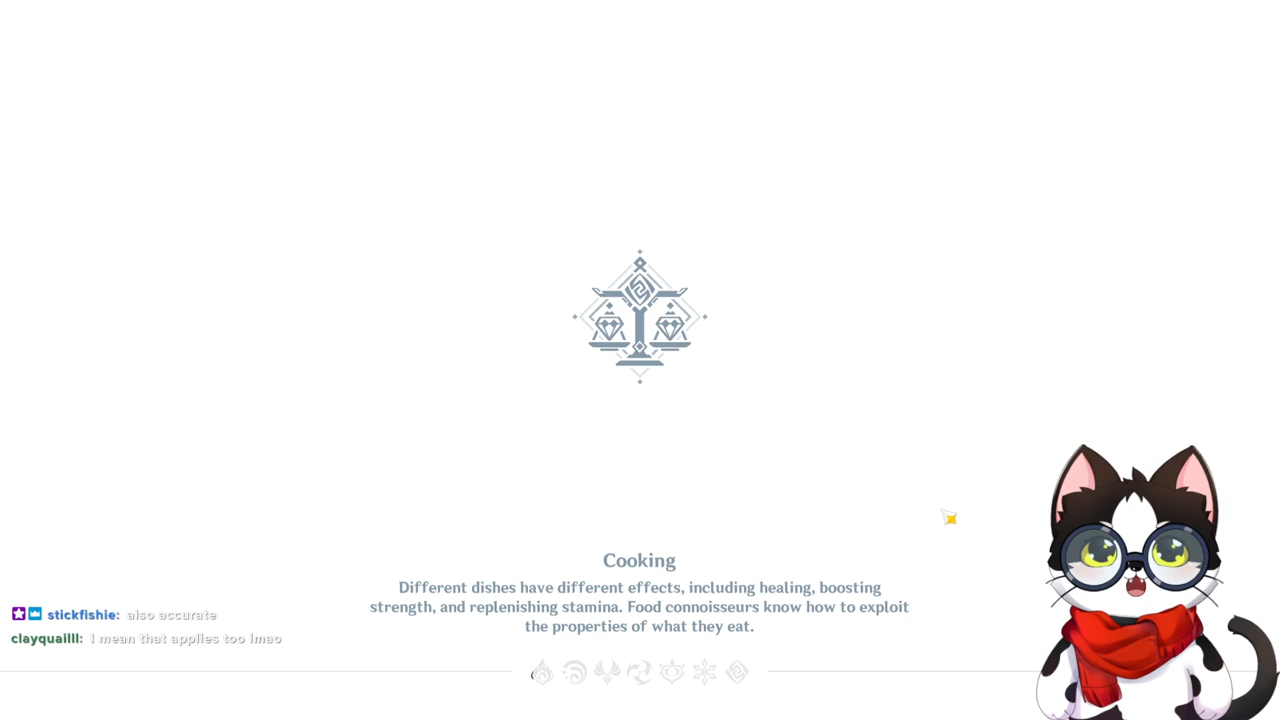 Cooking
Different dishes have different effects, including healing, boosting
strength, and replenishing stamina. Food connoisseurs know how to exploit
the properties of what they eat.
stickfishie: also accurate
clayquailll: I mean that applies too lmao